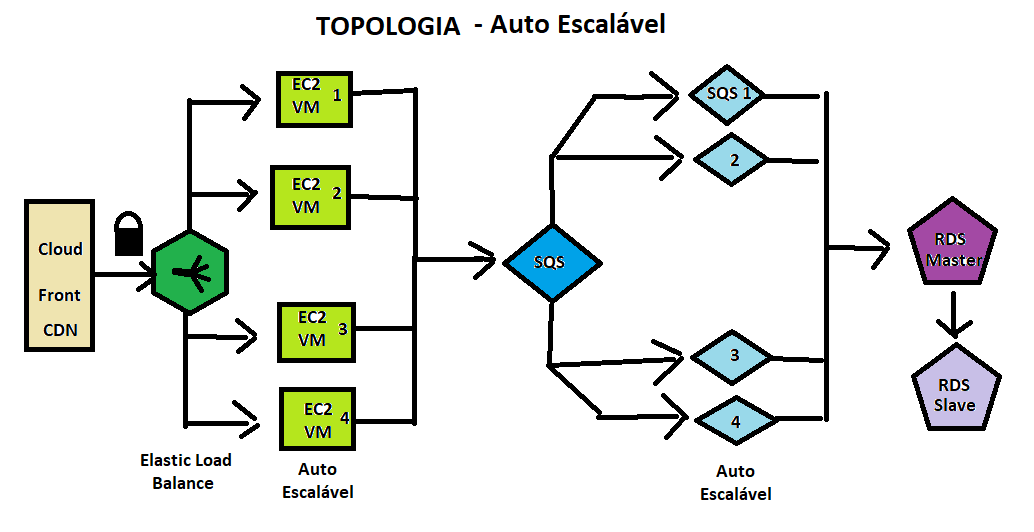 TOPOLOGIA - Auto Escalável
Cloud
Front
CDN
Elastic Load
Balance
EC2
VM 1
EC2
VM 2
EC2
VM 3
EC2
VM 4
Auto
Escalável
SQS
SQS 1
2
3
4
Auto
Escalável
RDS
Master
RDS
Slave